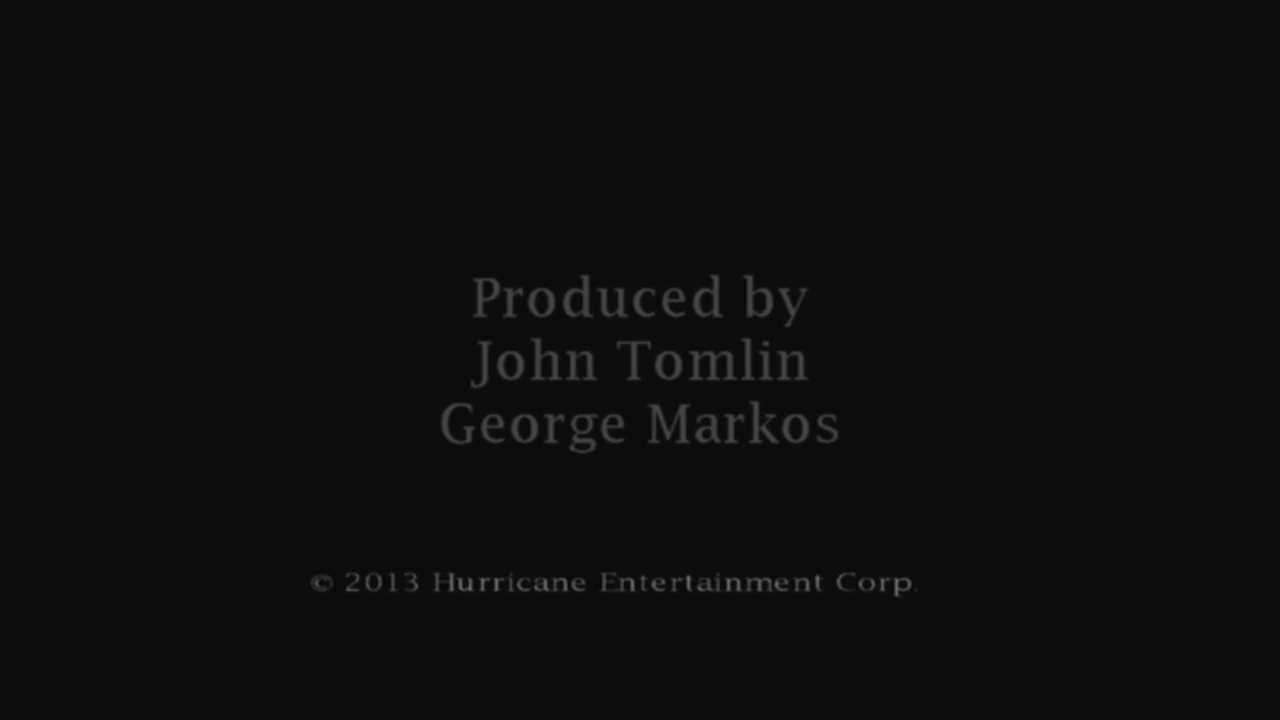 Produced by
John Tomlin
George Markos
© 2013 Hurricane Entertainment Corp.